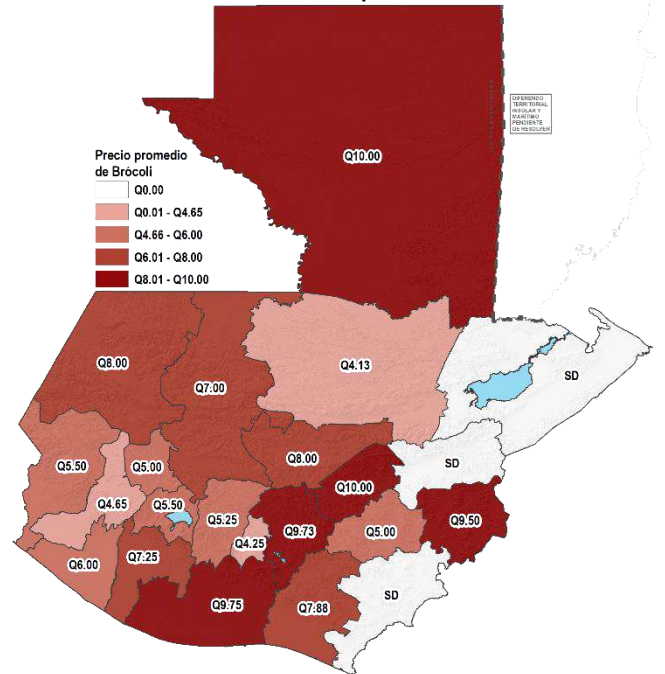 DIFERENDO
TERRITORIAL
INSULAR Y
MARÍTIMO
PENDIENTE
DE RESOLVER
Q10.00
Precio promedio
de Brócoli
Q0.00
Q0.01 - Q4.65
Q4.66 - Q6.00
Q6.01 - Q8.00
Q8.01 - Q10.00
Q8.00
Q7.00
Q4.13
SD
Q8.00
SD
Q5.50
Q5.00
Q10.00
Q4.65
Q5.50
Q5.25
Q9.73
Q5.00
Q9.50
Q4.25
Q6.00
Q7.25
Q9.75
Q7.88
SD